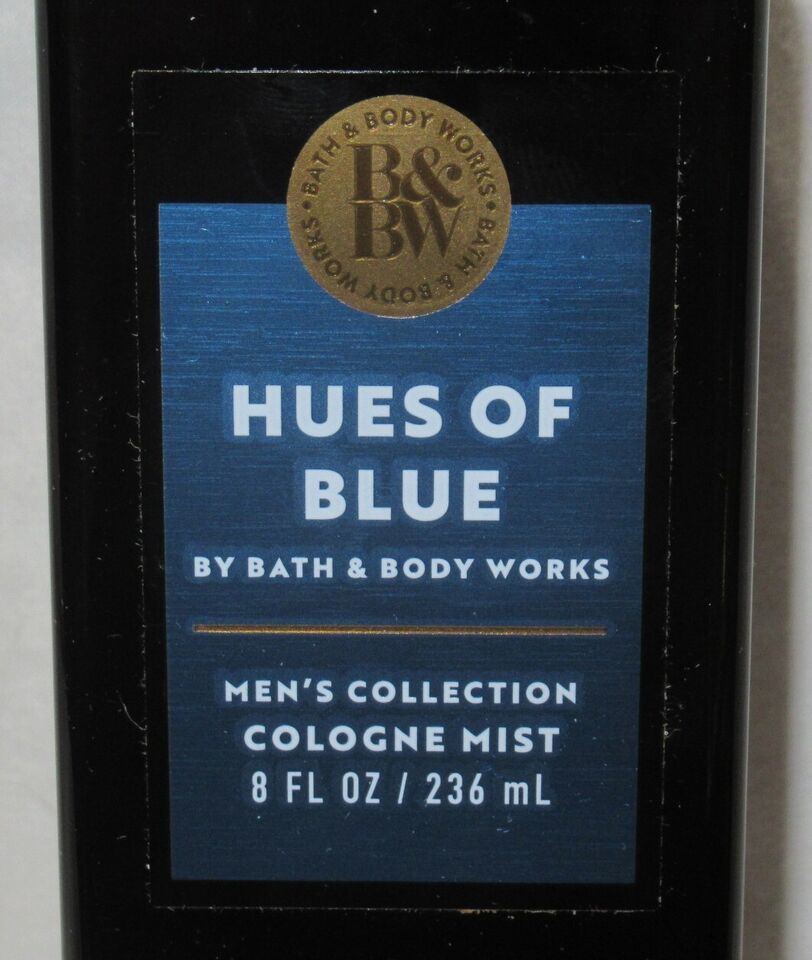 BATH & BODY WORKS • BATH & BODY WORKS •
B&
BW
HUES OF
BLUE
BY BATH & BODY WORKS
MEN'S COLLECTION
COLOGNE MIST
8 FL OZ / 236 mL